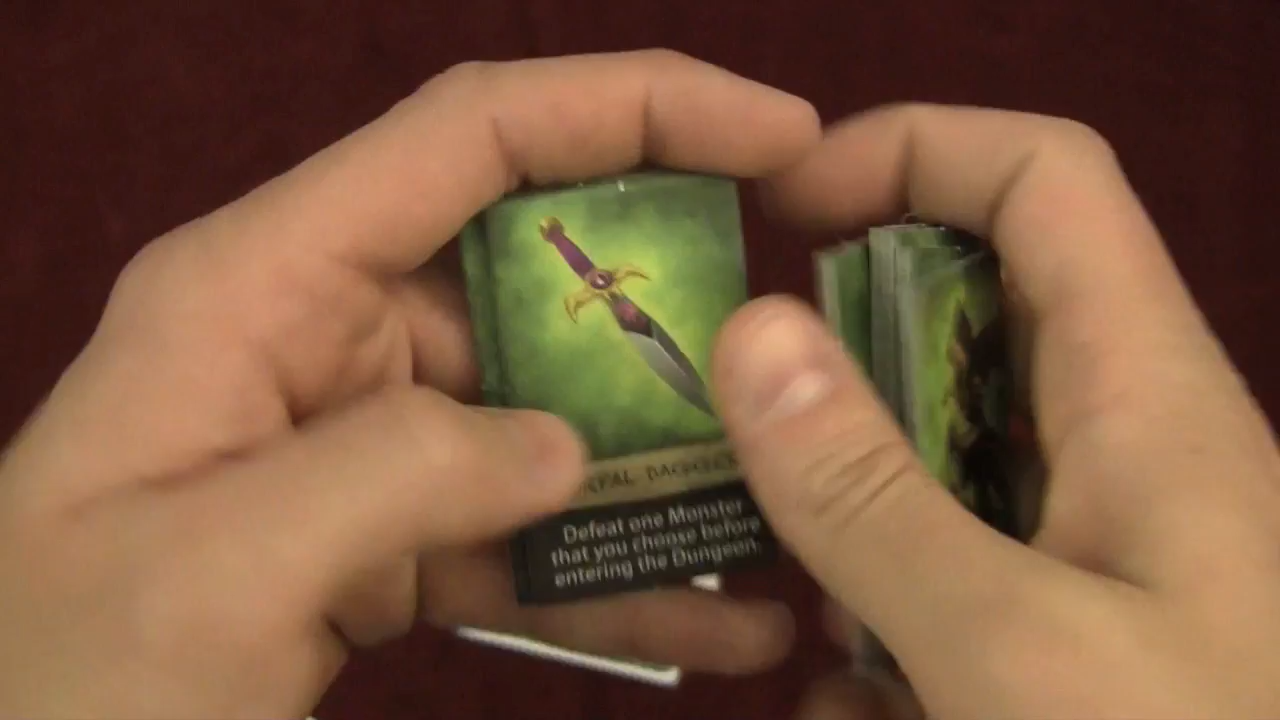 Defeat one Monster
that you choose before
entering the Dungeon.